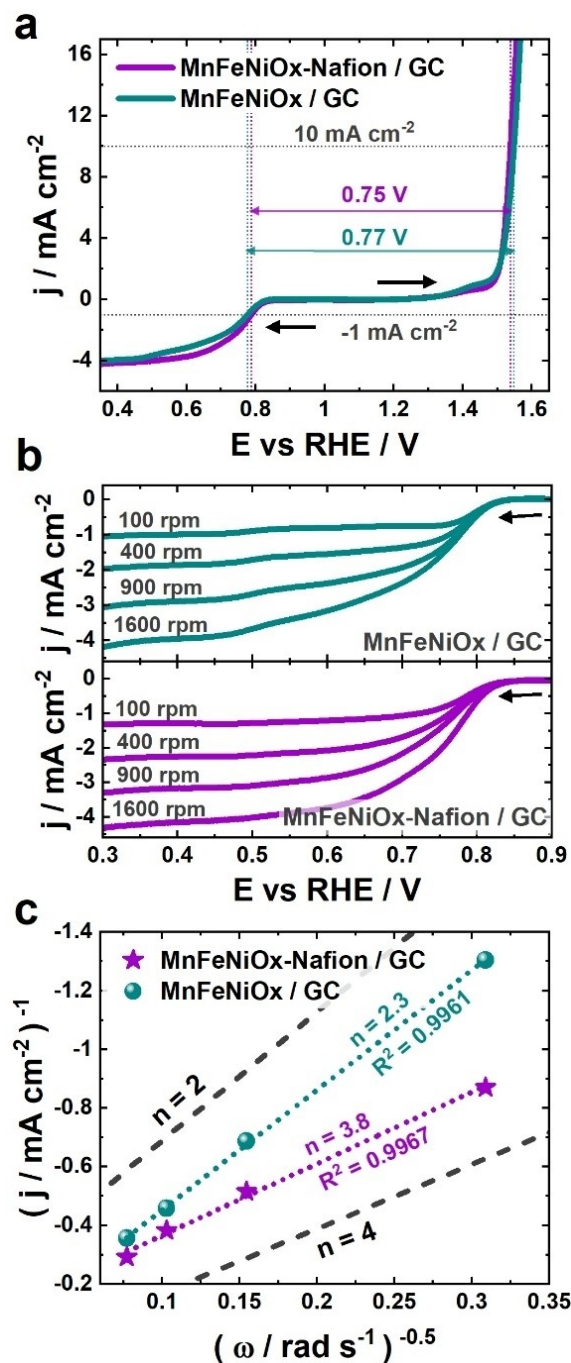 a
MnFeNiOx-Nafion / GC
MnFeNiOx / GC
16
12
8
4
0
-4
j / mA cm⁻²
10 mA cm⁻²
0.75 V
0.77 V
-1 mA cm⁻²
0.4 0.6 0.8 1 1.2 1.4 1.6
E vs RHE / V
b
0
-1
-2
-3
-4
j / mA cm⁻²
100 rpm
400 rpm
900 rpm
1600 rpm
MnFeNiOx / GC
0
-1
-2
-3
-4
j / mA cm⁻²
100 rpm
400 rpm
900 rpm
1600 rpm
MnFeNiOx-Nafion / GC
0.3 0.4 0.5 0.6 0.7 0.8 0.9
E vs RHE / V
c
MnFeNiOx-Nafion / GC
MnFeNiOx / GC
-1.4
-1.2
-0.8
-0.6
-0.4
-0.2
( j / mA cm⁻² )⁻¹
n = 2
n = 2.3
R² = 0.9961
n = 3.8
R² = 0.9967
n = 4
0.1 0.15 0.2 0.25 0.3 0.35
( ω / rad s⁻¹ ) ⁻⁰·⁵